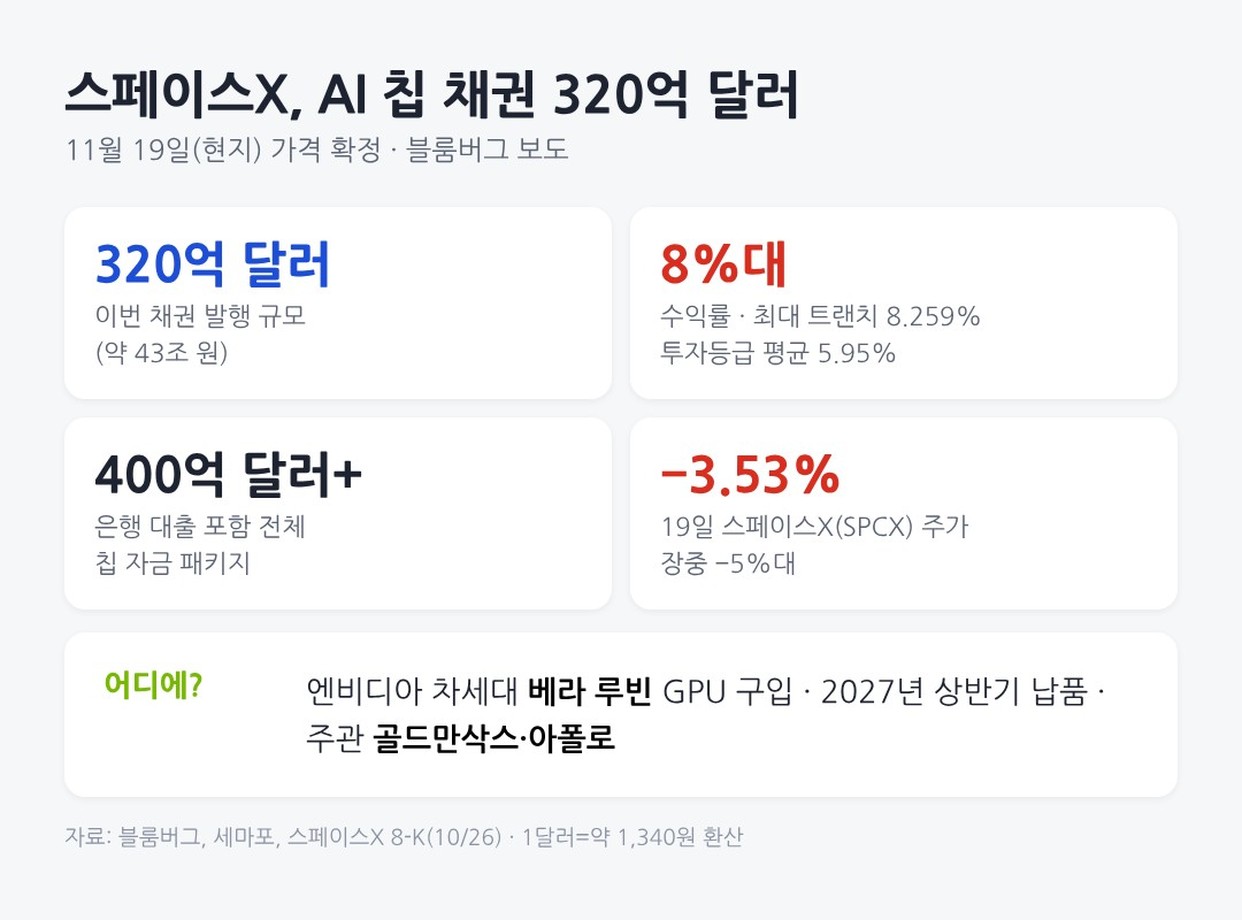 스페이스X, AI 칩 채권 320억 달러
11월 19일(현지) 가격 확정 · 블룸버그 보도
320억 달러
이번 채권 발행 규모
(약 43조 원)
8%대
수익률 · 최대 트랜치 8.259%
투자등급 평균 5.95%
400억 달러+
은행 대출 포함 전체
칩 자금 패키지
−3.53%
19일 스페이스X(SPCX) 주가
장중 −5%대
어디에?
엔비디아 차세대 베라 루빈 GPU 구입 · 2027년 상반기 납품 ·
주관 골드만삭스·아폴로
자료: 블룸버그, 세마포, 스페이스X 8-K(10/26) · 1달러=약 1,340원 환산